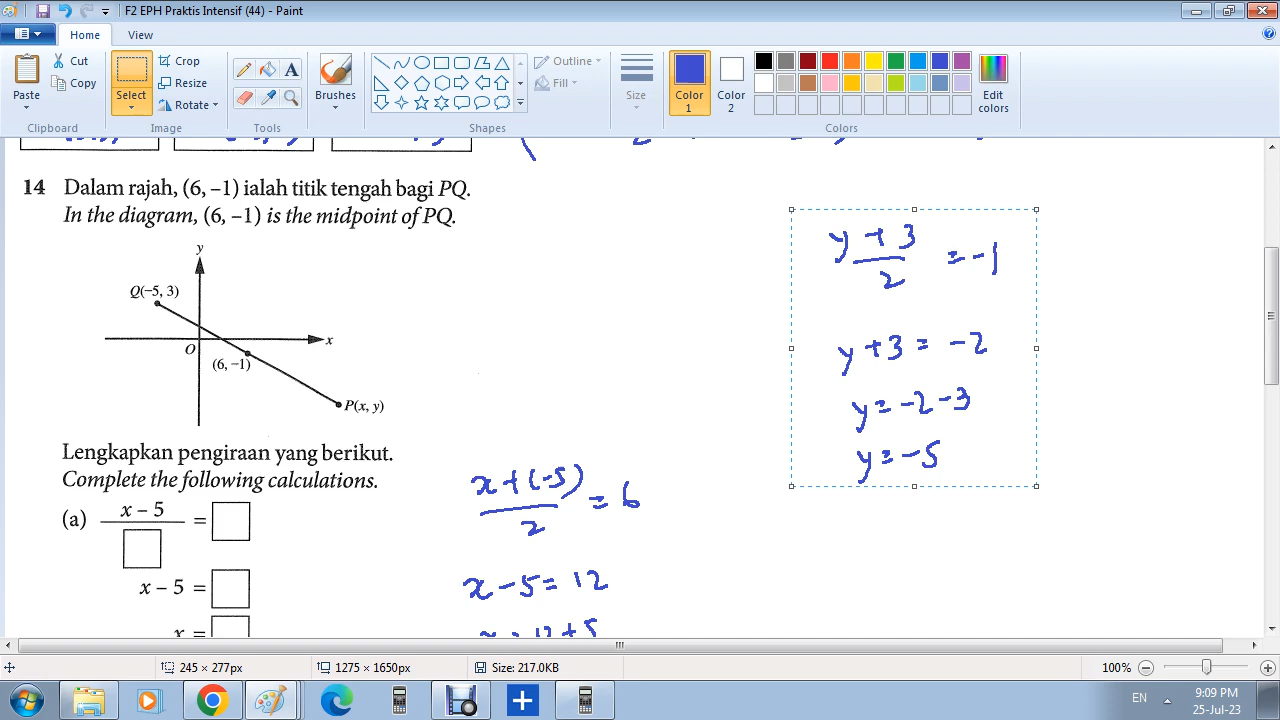 F2 EPH Praktis Intensif (44) - Paint
Home View
Paste
Cut
Copy
Clipboard
Select
Crop
Resize
Rotate
Image
Tools
Brushes
Shapes
Outline
Fill
Size
Color 1
Color 2
Edit colors
Colors
14 Dalam rajah, (6, –1) ialah titik tengah bagi PQ.
In the diagram, (6, –1) is the midpoint of PQ.
y
Q(–5, 3)
O
x
(6, –1)
P(x, y)
Lengkapkan pengiraan yang berikut.
Complete the following calculations.
(a) x – 5 =
x – 5 =
x =
x + (-5)
2
= 6
x - 5 = 12
x = 12 + 5
y + 3
2
= -1
y + 3 = -2
y = -2 - 3
y = -5
245 × 277px
1275 × 1650px
Size: 217.0KB
100%
EN
9:09 PM
25-Jul-23